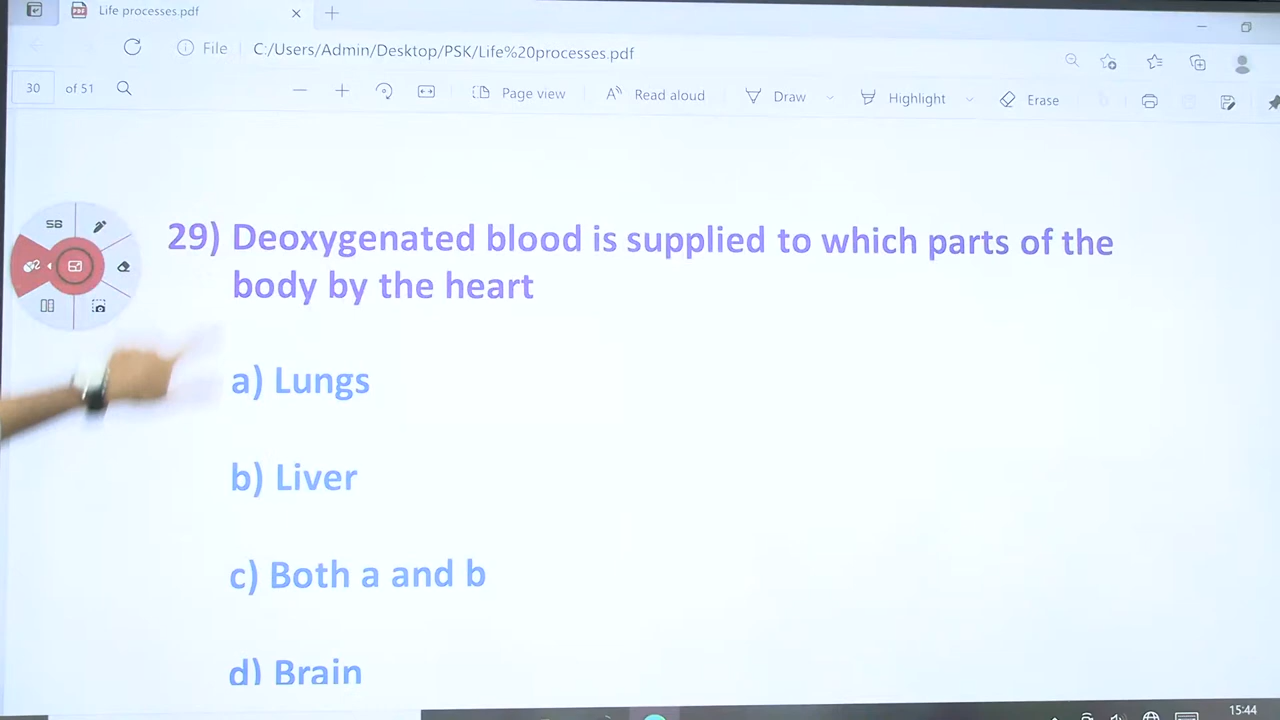 Life processes.pdf
File
C:/Users/Admin/Desktop/PSK/Life%20processes.pdf
30 of 51
Page view
Read aloud
Draw
Highlight
Erase
SB
29) Deoxygenated blood is supplied to which parts of the
body by the heart
a) Lungs
b) Liver
c) Both a and b
d) Brain
15:44